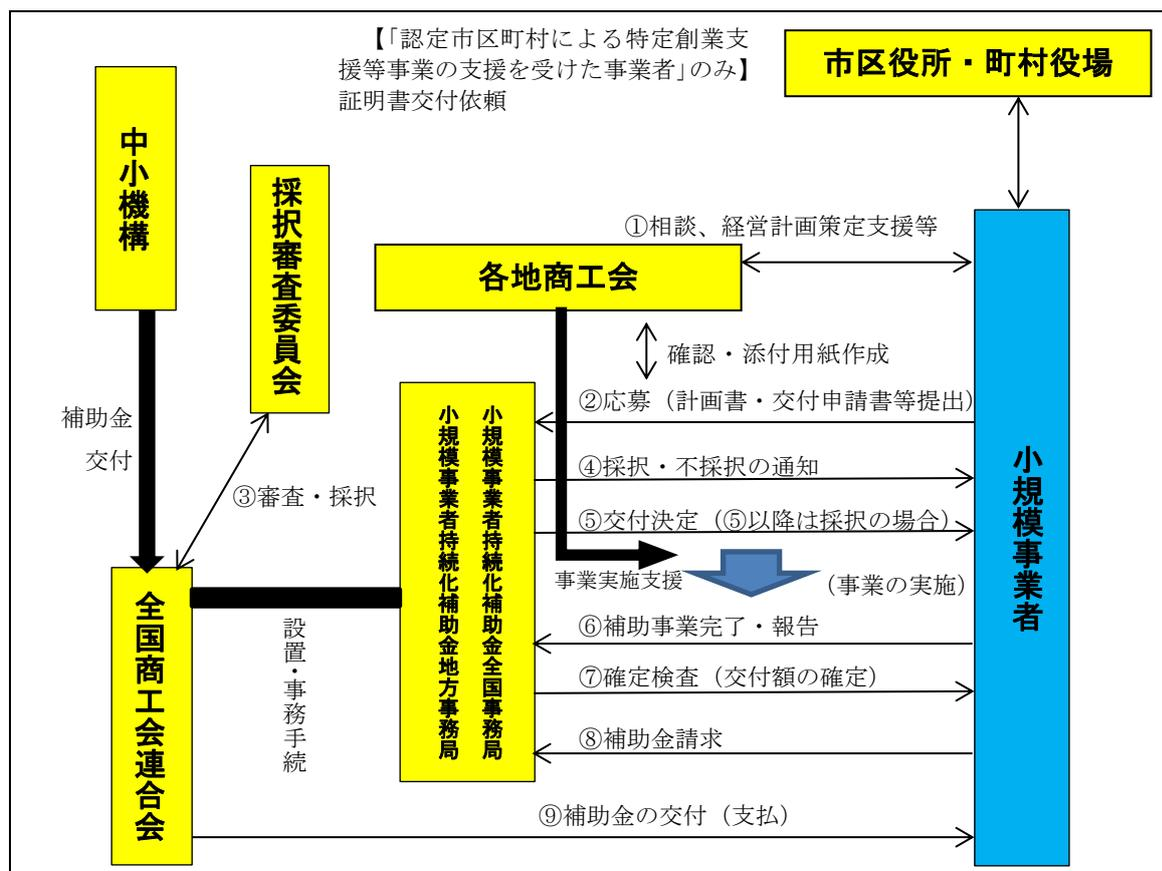 【「認定市区町村による特定創業支
援等事業の支援を受けた事業者」のみ】
証明書交付依頼
市区役所・町村役場
中小機構
採択審査委員会
①相談、経営計画策定支援等
各地商工会
確認・添付用紙作成
補助金
交付
②応募（計画書・交付申請書等提出）
③審査・採択
④採択・不採択の通知
⑤交付決定（⑤以降は採択の場合）
事業実施支援
（事業の実施）
小規模事業者持続化補助金全国事務局
小規模事業者持続化補助金地方事務局
小規模事業者
全国商工会連合会
設置・事務手続
⑥補助事業完了・報告
⑦確定検査（交付額の確定）
⑧補助金請求
⑨補助金の交付（支払）